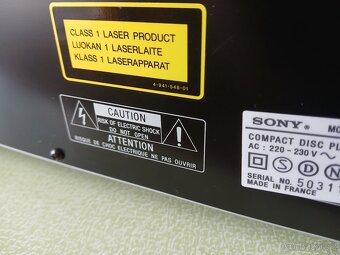 CLASS 1 LASER PRODUCT
LUOKAN 1 LASERLAITE
KLASS 1 LASERAPPARAT
4-941-548-01
CAUTION
RISK OF ELECTRIC SHOCK
DO NOT OPEN
ATTENTION
RISQUE DE CHOC ELECTRIQUE NE PAS OUVRIR
SONY
COMPACT DISC PL
AC : 220 - 230 V ~
SERIAL NO. 5031
MADE IN FRANCE